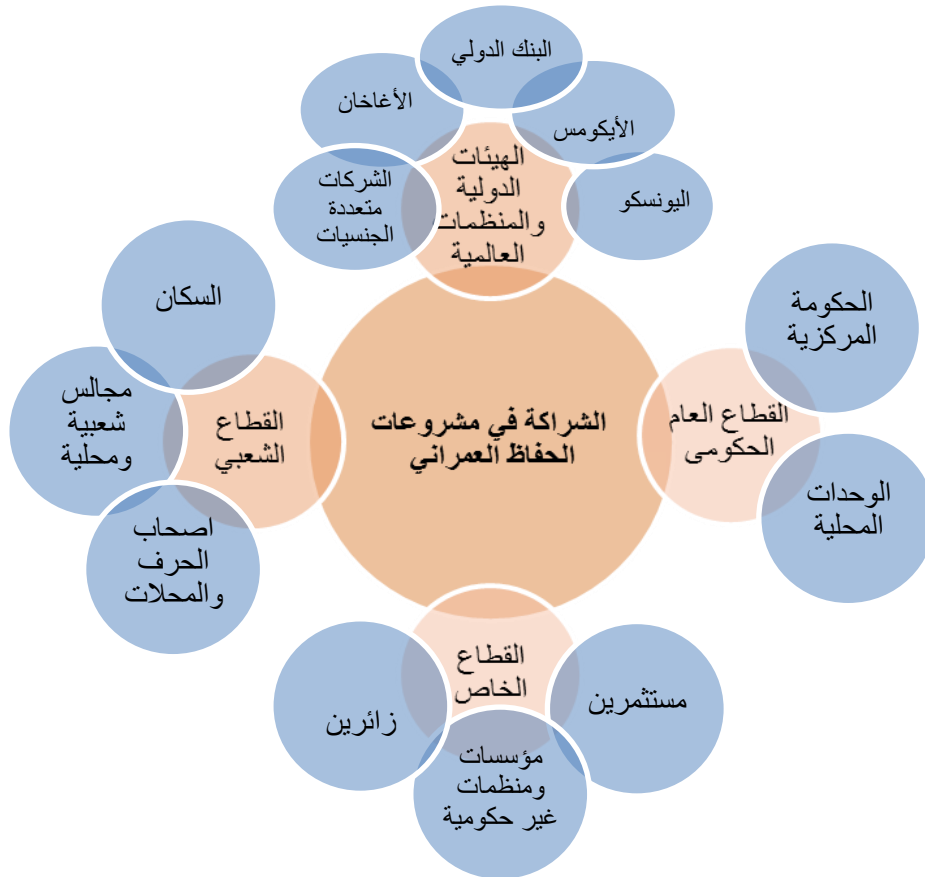 البنك الدولي
الأغاخان
الأيكومس
الشركات
متعددة
الجنسيات
اليونسكو
الهيئات
الدولية
والمنظمات
العالمية
السكان
مجالس
شعبية
ومحلية
اصحاب
الحرف
والمحلات
القطاع
الشعبي
الشراكة في مشروعات
الحفاظ العمراني
الحكومة
المركزية
القطاع العام
الحكومى
الوحدات
المحلية
القطاع
الخاص
مستثمرين
زائرين
مؤسسات
ومنظمات
غير حكومية